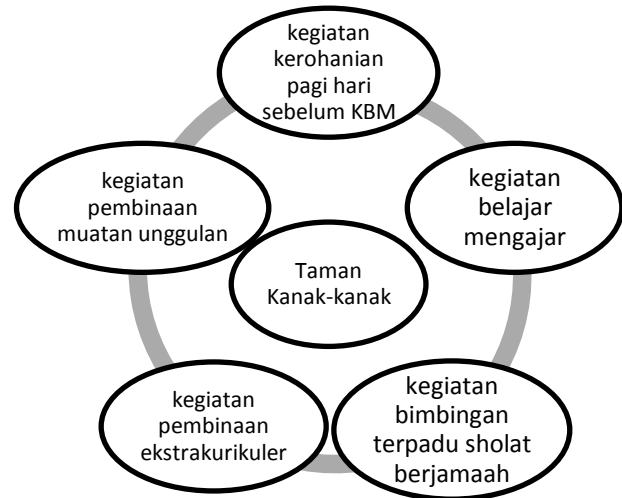 kegiatan
kerohanian
pagi hari
sebelum KBM
kegiatan
belajar
mengajar
kegiatan
bimbingan
terpadu sholat
berjamaah
kegiatan
pembinaan
ekstrakurikuler
kegiatan
pembinaan
muatan unggulan
Taman
Kanak-kanak